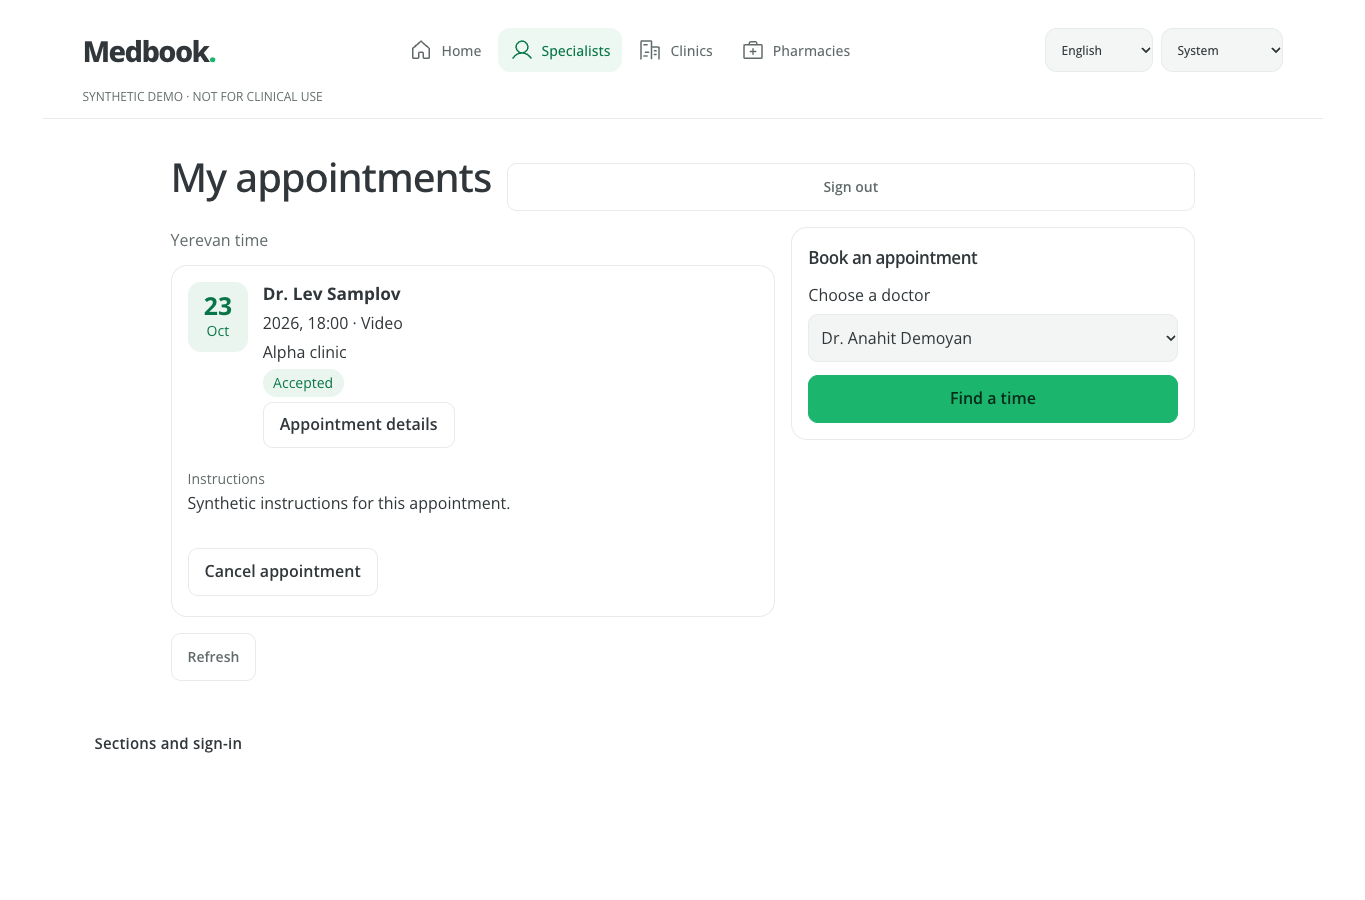 Medbook.
Home
Specialists
Clinics
Pharmacies
English
System
SYNTHETIC DEMO · NOT FOR CLINICAL USE
My appointments
Sign out
Yerevan time
23
Oct
Dr. Lev Samplov
2026, 18:00 · Video
Alpha clinic
Accepted
Appointment details
Instructions
Synthetic instructions for this appointment.
Cancel appointment
Refresh
Book an appointment
Choose a doctor
Dr. Anahit Demoyan
Find a time
Sections and sign-in